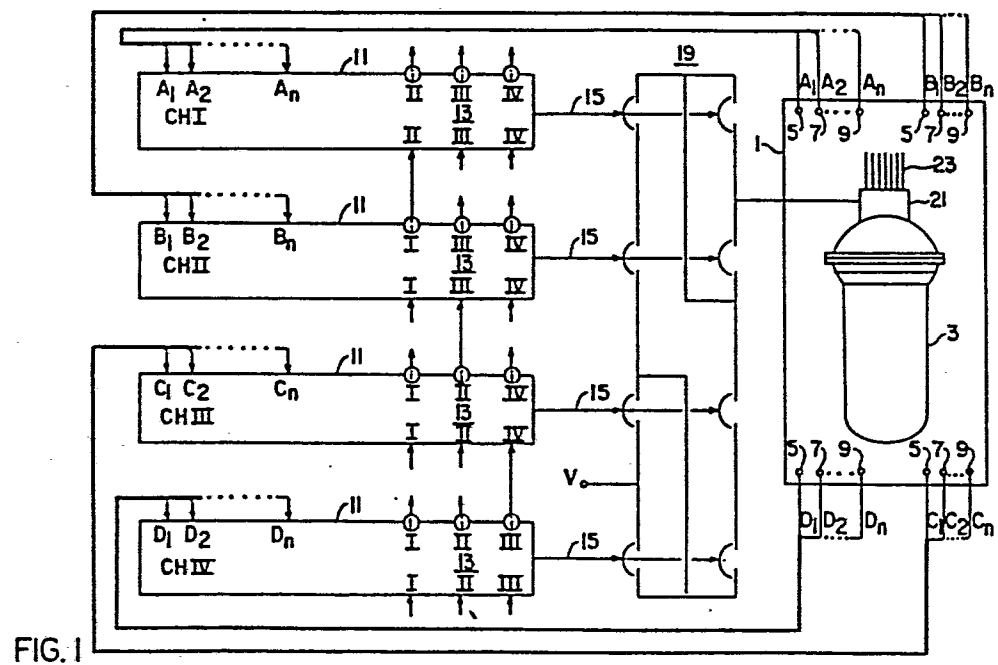 19
11
15
A1 A2 An
CH I
II III IV
13
II III IV
A1 A2 An B1 B2 Bn
5 7 9 5 7 9
1
23
21
3
11
15
B1 B2 Bn
CH II
I III IV
13
I III IV
11
15
C1 C2 Cn
CH III
I II IV
13
I II IV
V
5 7 9 5 7 9
D1 D2 Dn C1 C2 Cn
11
15
D1 D2 Dn
CH IV
I II III
13
I II III
FIG. 1